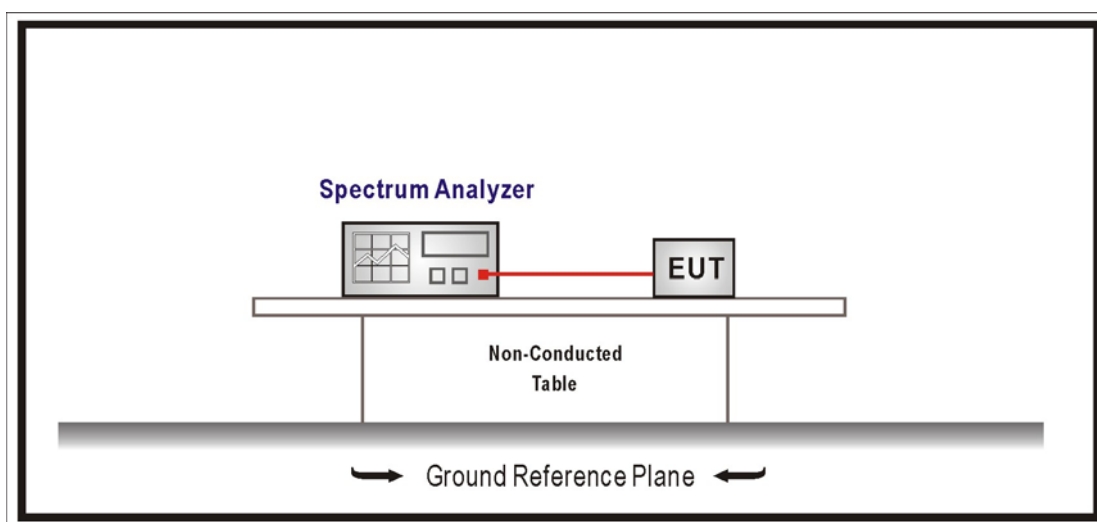 Spectrum Analyzer
EUT
Non-Conducted
Table
Ground Reference Plane